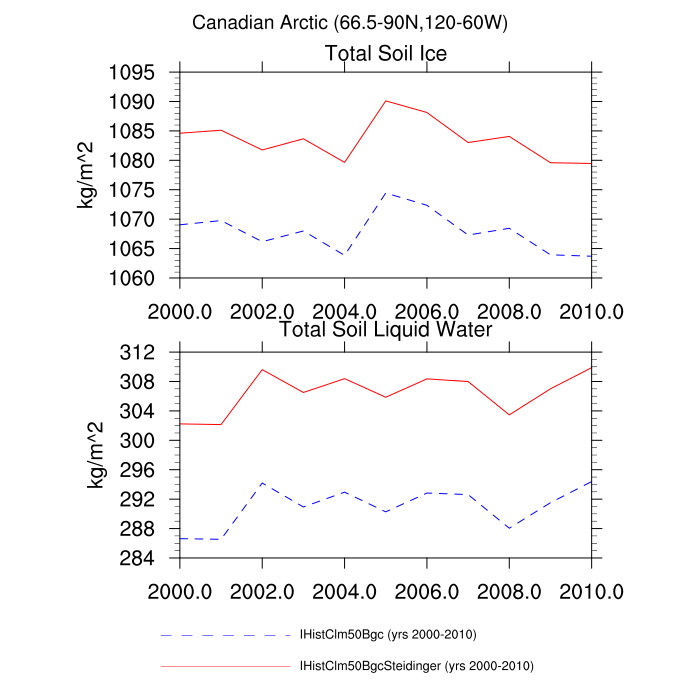 Canadian Arctic (66.5-90N,120-60W)
Total Soil Ice
1095
1090
1085
1080
1075
1070
1065
1060
kg/m^2
2000.0 2002.0 2004.0 2006.0 2008.0 2010.0
Total Soil Liquid Water
312
308
304
300
296
292
288
284
kg/m^2
2000.0 2002.0 2004.0 2006.0 2008.0 2010.0
IHistClm50Bgc (yrs 2000-2010)
IHistClm50BgcSteidinger (yrs 2000-2010)